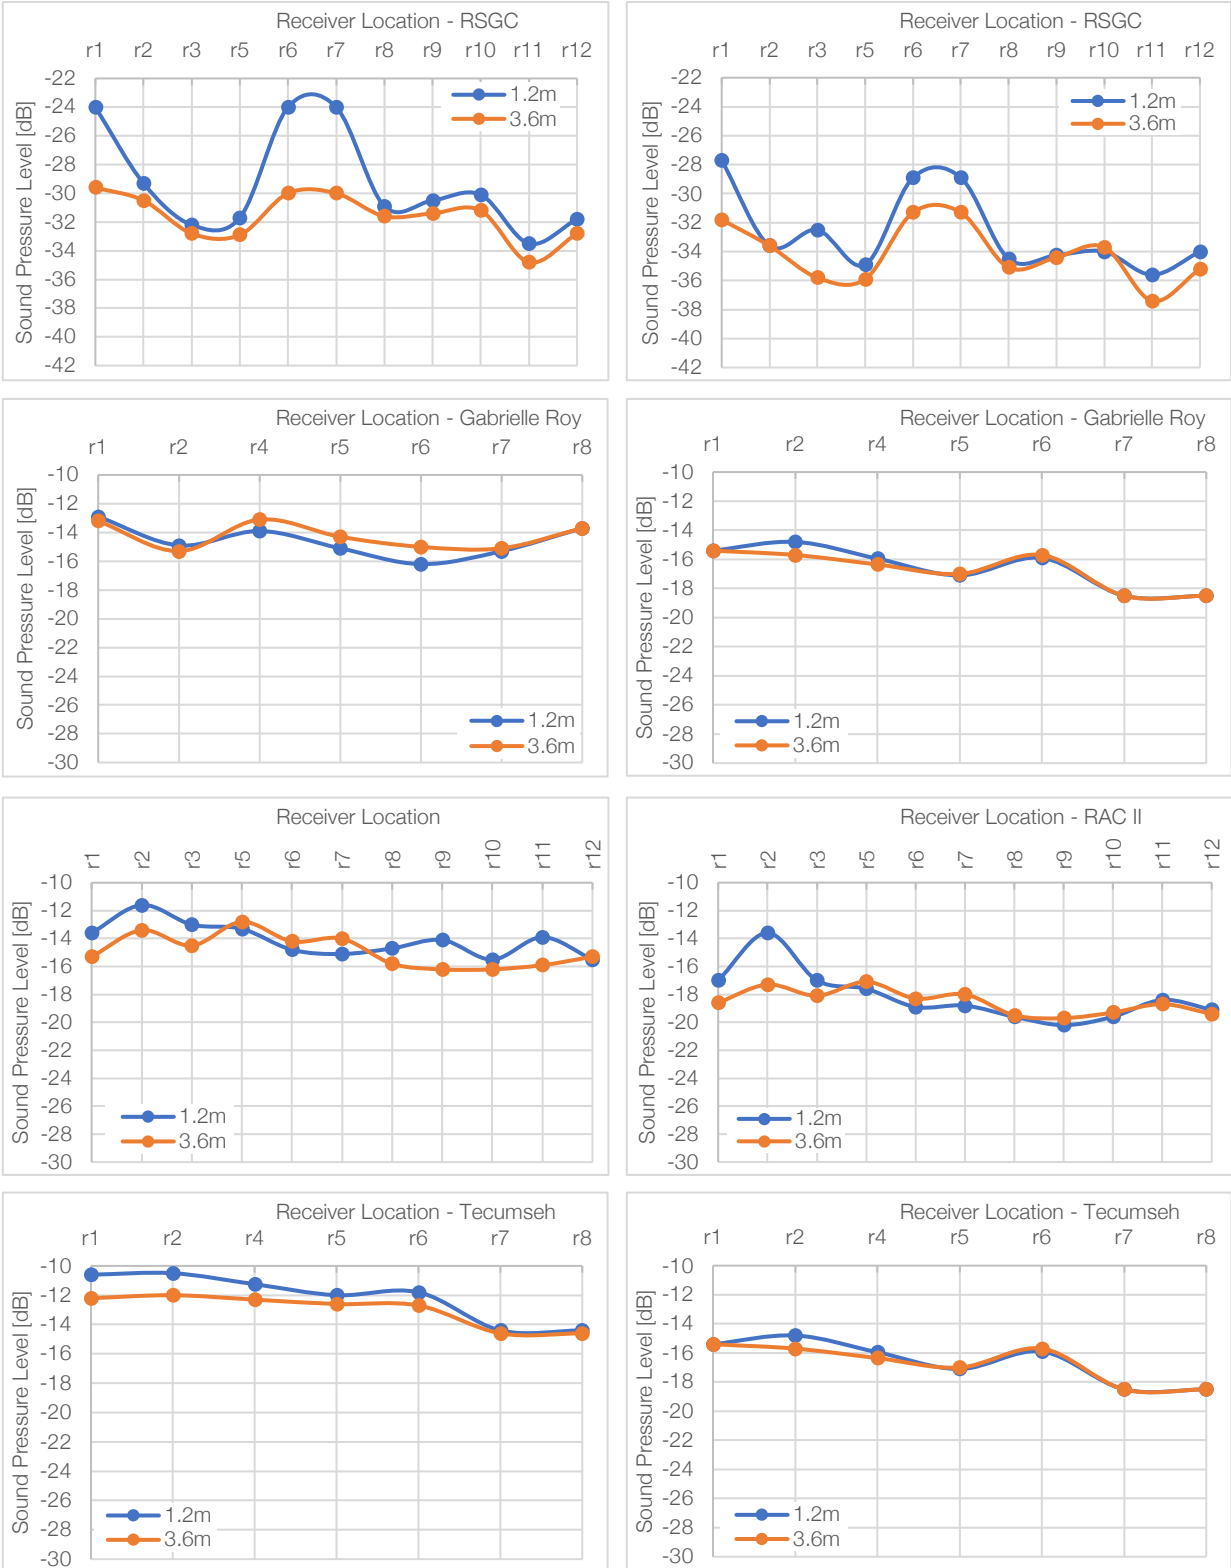 Receiver Location - RSGC
r1 r2 r3 r5 r6 r7 r8 r9 r10 r11 r12
Sound Pressure Level [dB]
-22
-24
-26
-28
-30
-32
-34
-36
-38
-40
-42
1.2m
3.6m
Receiver Location - RSGC
r1 r2 r3 r5 r6 r7 r8 r9 r10 r11 r12
Sound Pressure Level [dB]
-22
-24
-26
-28
-30
-32
-34
-36
-38
-40
-42
1.2m
3.6m
Receiver Location - Gabrielle Roy
r1 r2 r4 r5 r6 r7 r8
Sound Pressure Level [dB]
-10
-12
-14
-16
-18
-20
-22
-24
-26
-28
-30
1.2m
3.6m
Receiver Location - Gabrielle Roy
r1 r2 r4 r5 r6 r7 r8
Sound Pressure Level [dB]
-10
-12
-14
-16
-18
-20
-22
-24
-26
-28
-30
1.2m
3.6m
Receiver Location
r1 r2 r3 r5 r6 r7 r8 r9 r10 r11 r12
Sound Pressure Level [dB]
-10
-12
-14
-16
-18
-20
-22
-24
-26
-28
-30
1.2m
3.6m
Receiver Location - RAC II
r1 r2 r3 r5 r6 r7 r8 r9 r10 r11 r12
Sound Pressure Level [dB]
-10
-12
-14
-16
-18
-20
-22
-24
-26
-28
-30
1.2m
3.6m
Receiver Location - Tecumseh
r1 r2 r4 r5 r6 r7 r8
Sound Pressure Level [dB]
-10
-12
-14
-16
-18
-20
-22
-24
-26
-28
-30
1.2m
3.6m
Receiver Location - Tecumseh
r1 r2 r4 r5 r6 r7 r8
Sound Pressure Level [dB]
-10
-12
-14
-16
-18
-20
-22
-24
-26
-28
-30
1.2m
3.6m